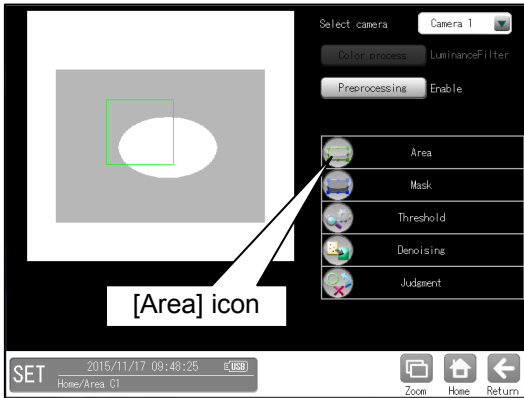 Select camera
Camera 1
Color process
LuminanceFilter
Preprocessing
Enable
Area
Mask
Threshold
Denoising
Judgment
[Area] icon
SET
2015/11/17 09:48:25
USB
Home/Area C1
Zoom
Home
Return